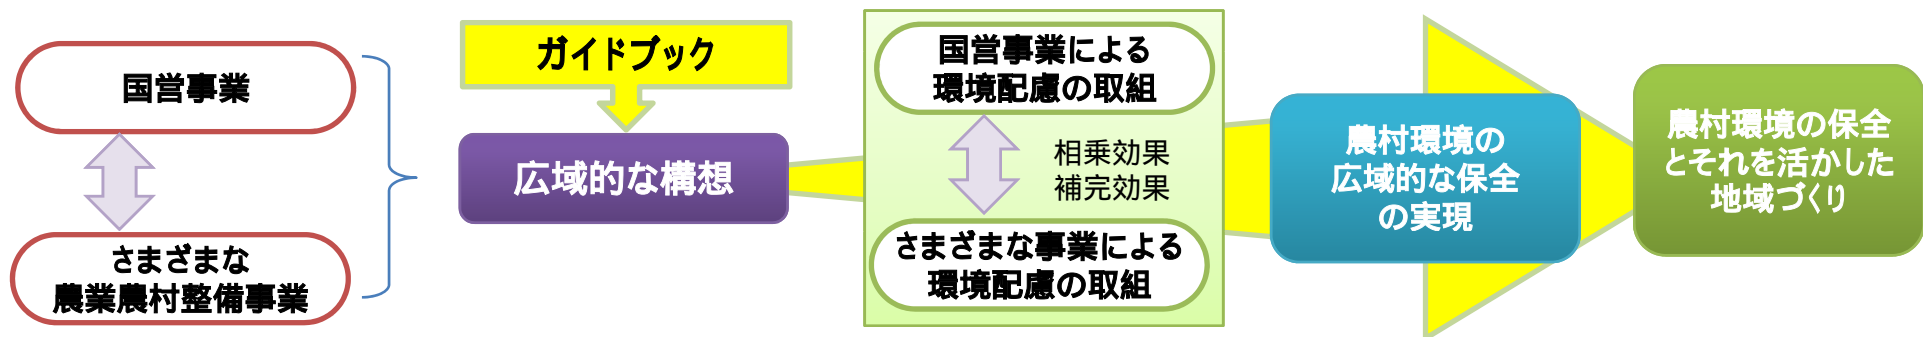 国営事業
さまざまな
農業農村整備事業
ガイドブック
広域的な構想
国営事業による
環境配慮の取組
相乗効果
補完効果
さまざまな事業による
環境配慮の取組
農村環境の
広域的な保全
の実現
農村環境の保全
とそれを活かした
地域づくり